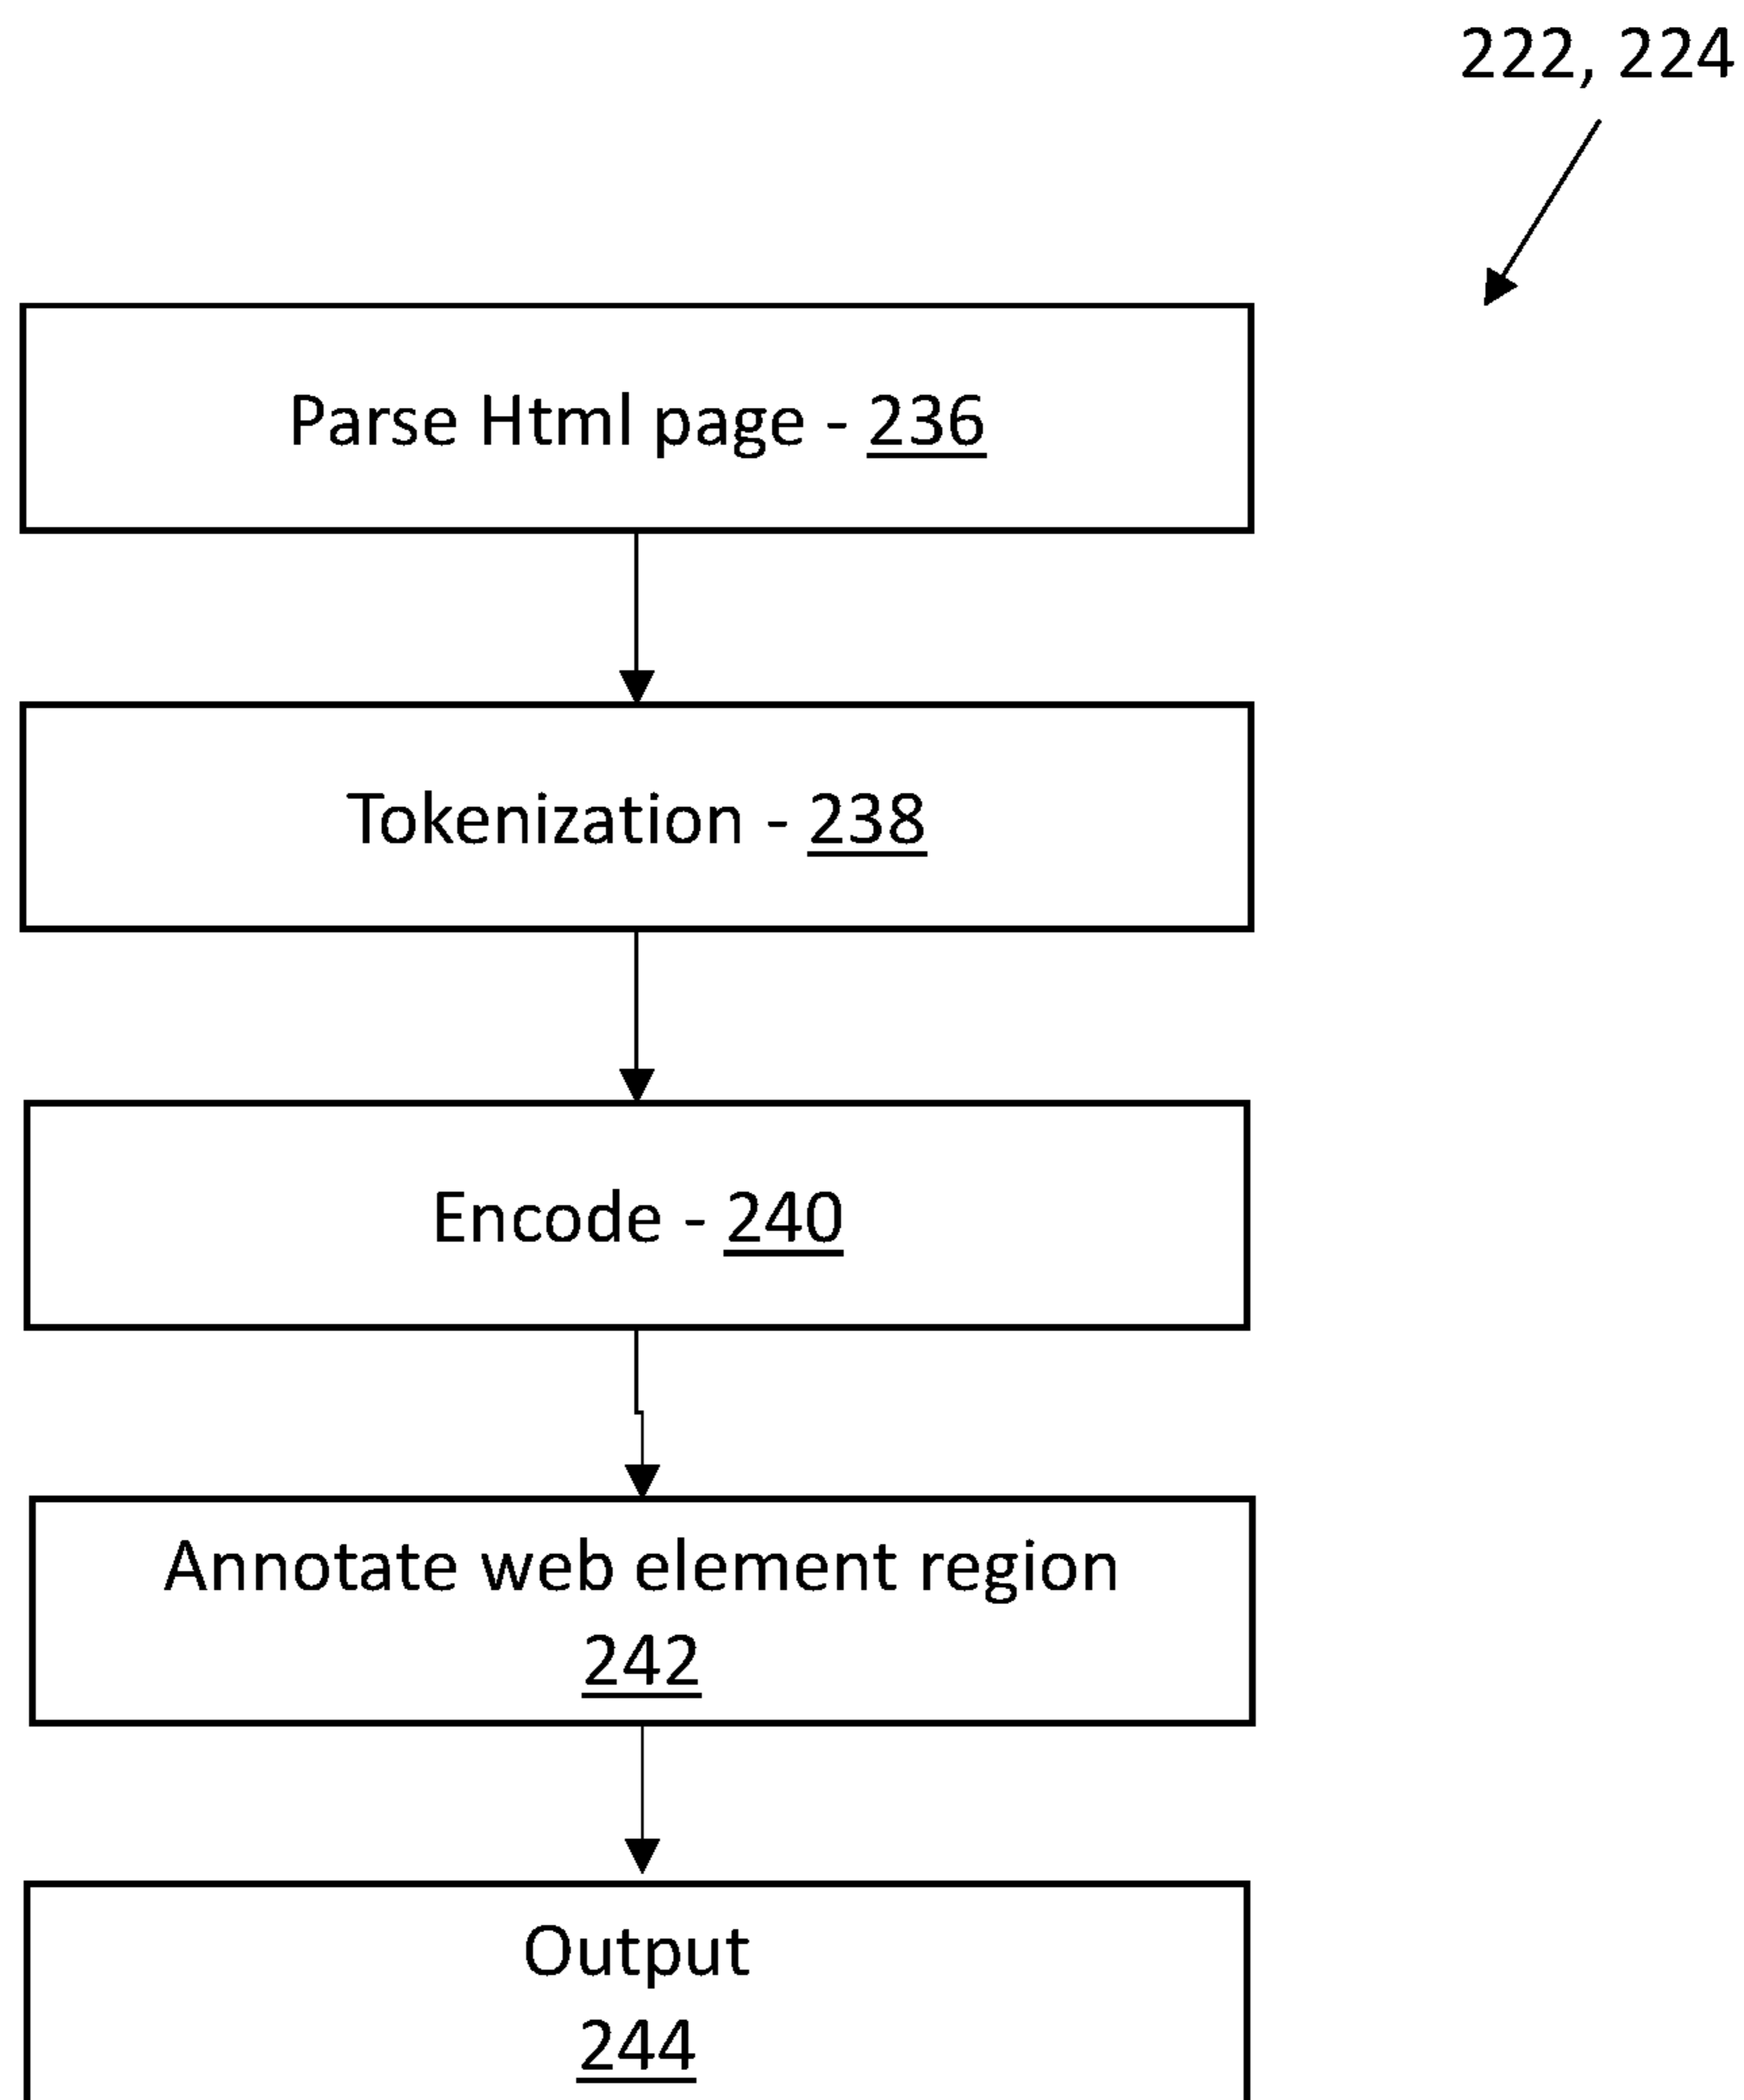 222, 224
Parse Html page - 236
Tokenization - 238
Encode - 240
Annotate web element region
242
Output
244